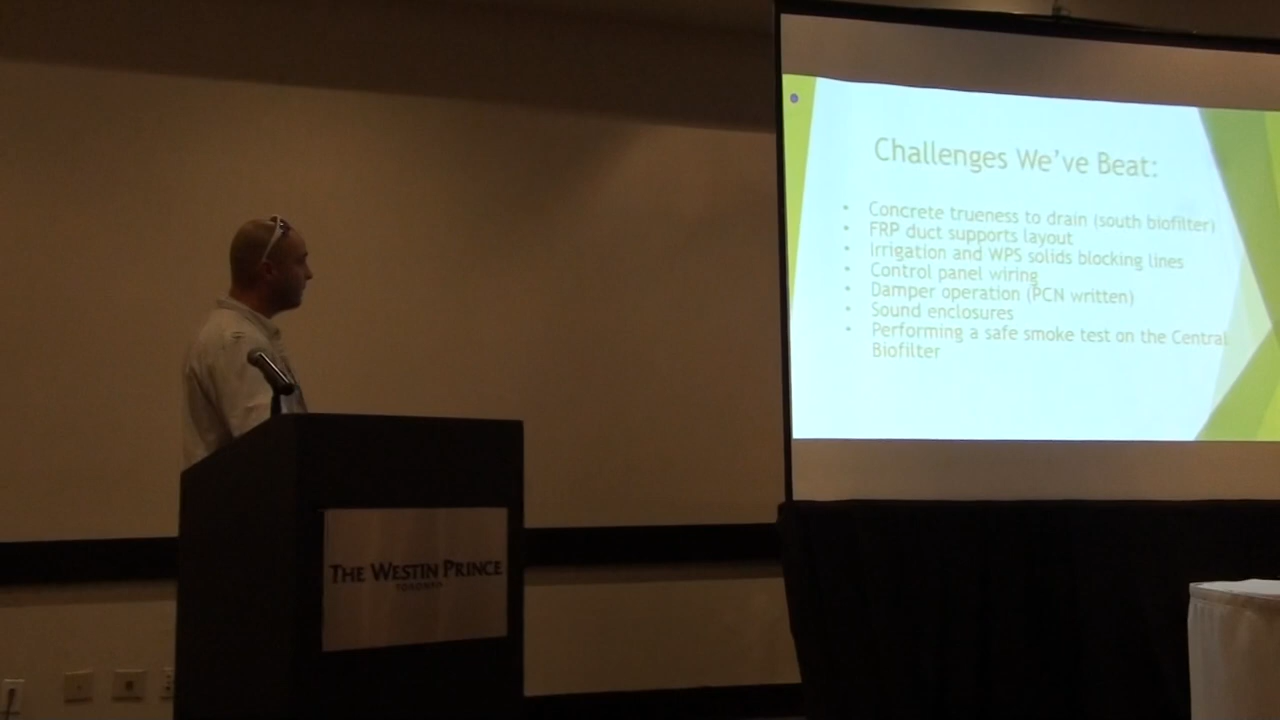 Challenges We've Beat:
• Concrete trueness to drain (south biofilter)
• FRP duct supports layout
• Irrigation and WPS solids blocking lines
• Control panel wiring
• Damper operation (PCN written)
• Sound enclosures
• Performing a safe smoke test on the Central
Biofilter
THE WESTIN PRINCE
TORONTO